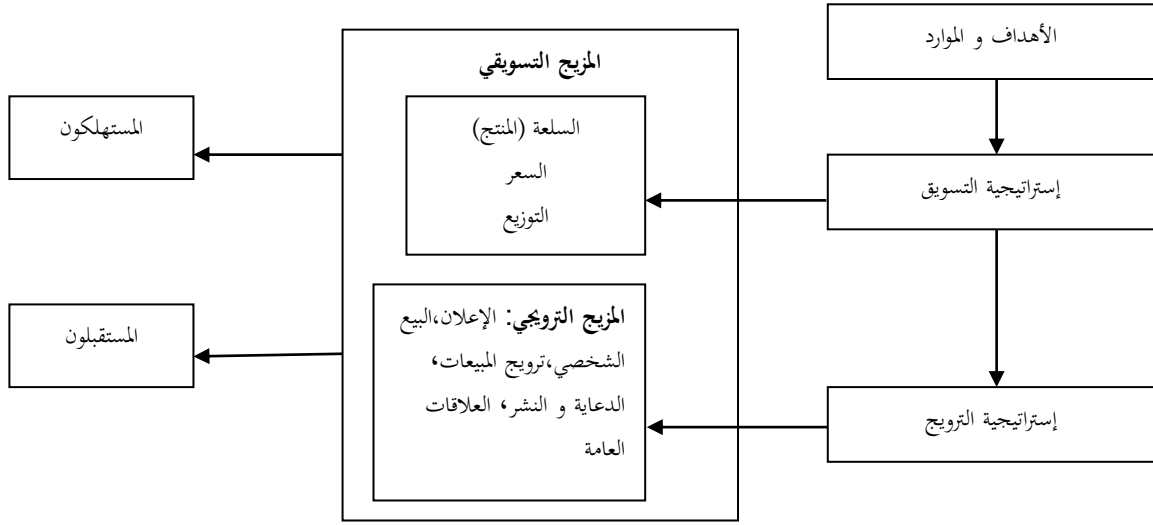 الأهداف و الموارد
المزيج التسويقي
السلعة (المنتج)
السعر
التوزيع
المستهلكون
إستراتيجية التسويق
المزيج الترويجي: الإعلان،البيع
الشخصي،ترويج المبيعات،
الدعاية و النشر، العلاقات
العامة
المستقبلون
إستراتيجية الترويج